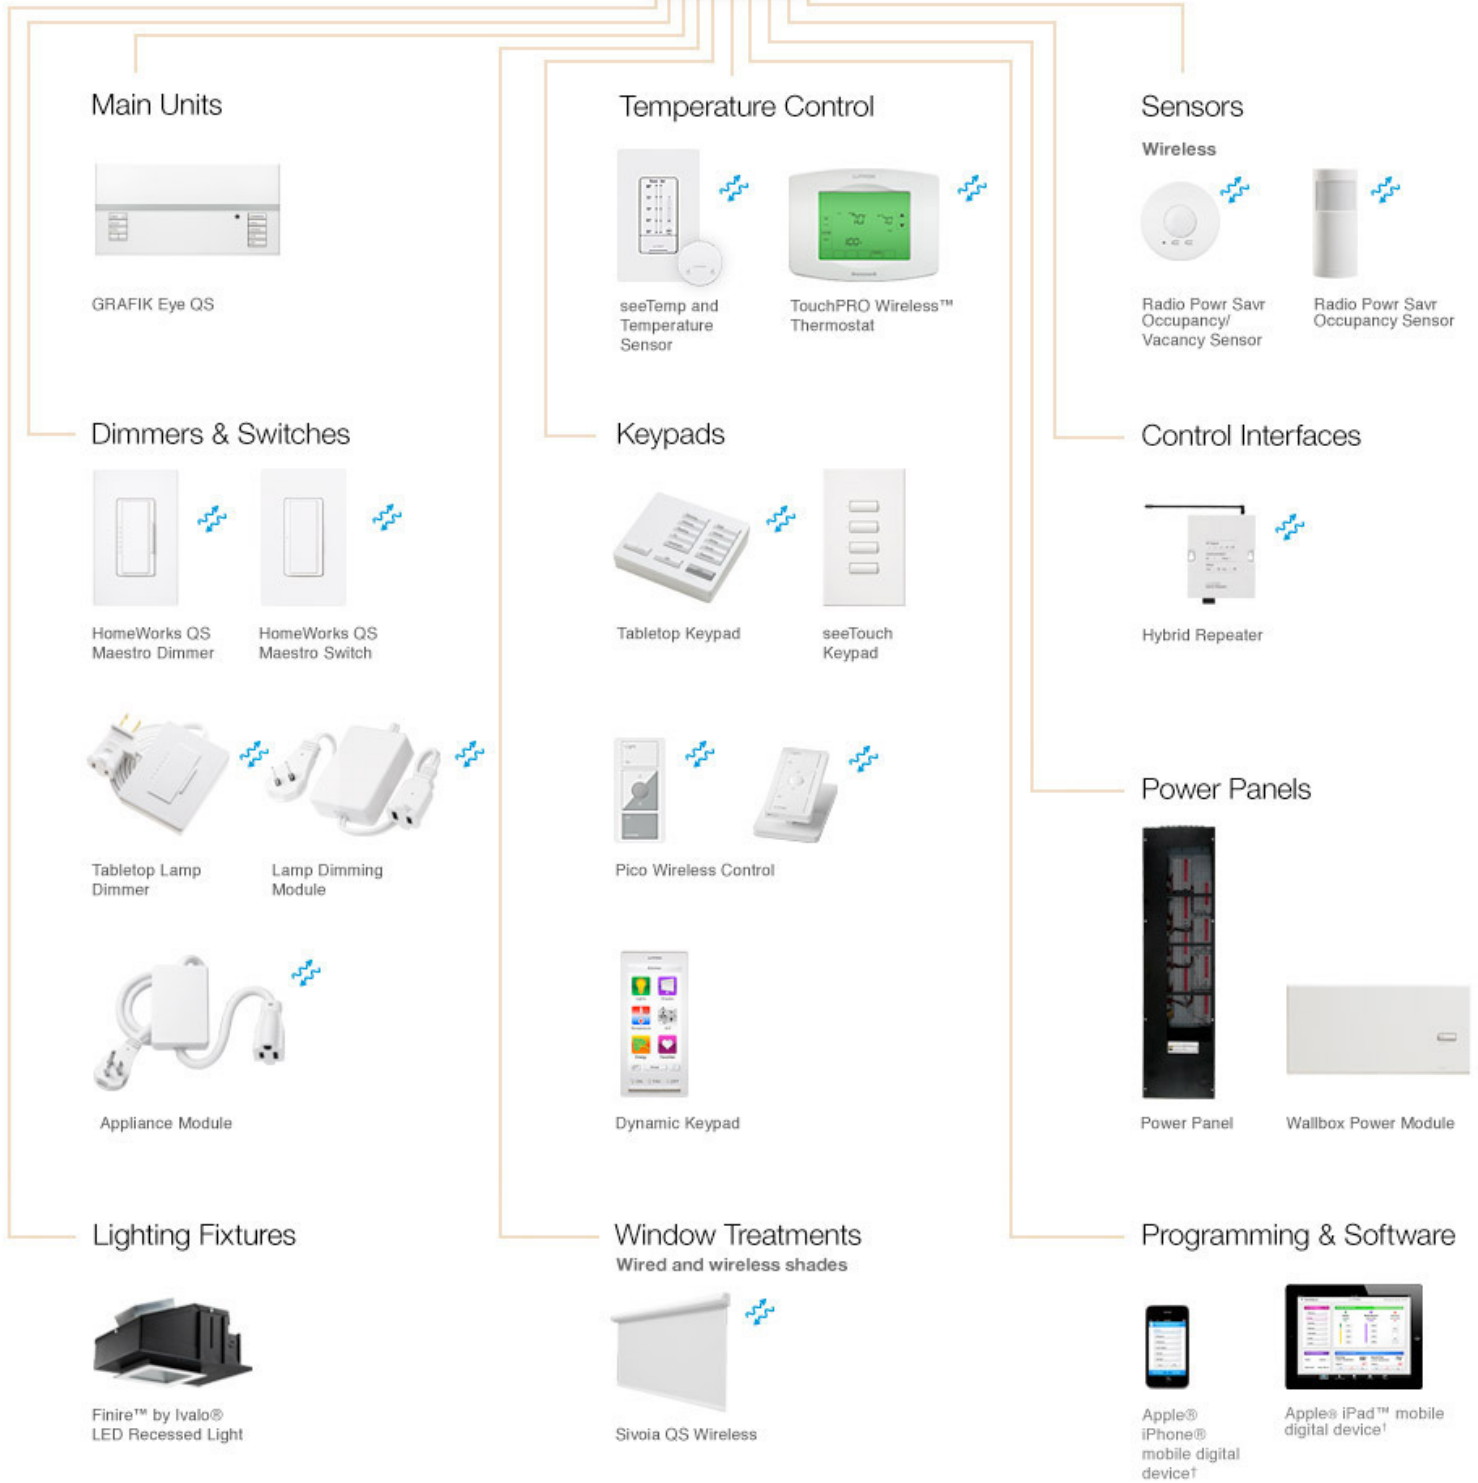 Main Units
GRAFIK Eye QS
Temperature Control
seeTemp and
Temperature
Sensor
TouchPRO Wireless™
Thermostat
Sensors
Wireless
Radio Powr Savr
Occupancy/
Vacancy Sensor
Radio Powr Savr
Occupancy Sensor
Dimmers & Switches
HomeWorks QS
Maestro Dimmer
HomeWorks QS
Maestro Switch
Tabletop Lamp
Dimmer
Lamp Dimming
Module
Appliance Module
Keypads
Tabletop Keypad
seeTouch
Keypad
Pico Wireless Control
Dynamic Keypad
Control Interfaces
Hybrid Repeater
Power Panels
Power Panel
Wallbox Power Module
Lighting Fixtures
Finire™ by Ivalo®
LED Recessed Light
Window Treatments
Wired and wireless shades
Sivoia QS Wireless
Programming & Software
Apple®
iPhone®
mobile digital
device†
Apple® iPad™ mobile
digital device†